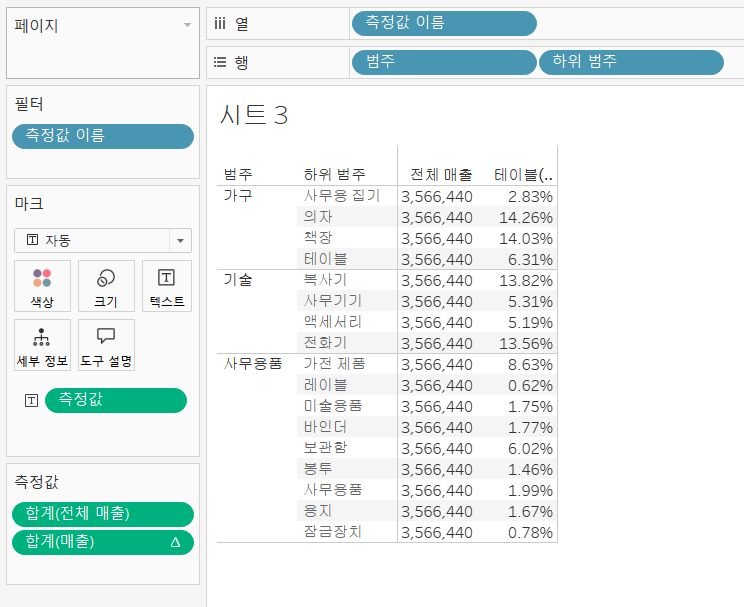 페이지
열
측정값 이름
행
범주
하위 범주
필터
측정값 이름
마크
자동
색상
크기
텍스트
세부 정보
도구 설명
측정값
측정값
합계(전체 매출)
합계(매출)
시트 3
범주 하위 범주 전체 매출 테이블(..
가구 사무용 집기 3,566,440 2.83%
의자 3,566,440 14.26%
책장 3,566,440 14.03%
테이블 3,566,440 6.31%
기술 복사기 3,566,440 13.82%
사무기기 3,566,440 5.31%
액세서리 3,566,440 5.19%
전화기 3,566,440 13.56%
사무용품 가전 제품 3,566,440 8.63%
레이블 3,566,440 0.62%
미술용품 3,566,440 1.75%
바인더 3,566,440 1.77%
보관함 3,566,440 6.02%
봉투 3,566,440 1.46%
사무용품 3,566,440 1.99%
용지 3,566,440 1.67%
잠금장치 3,566,440 0.78%